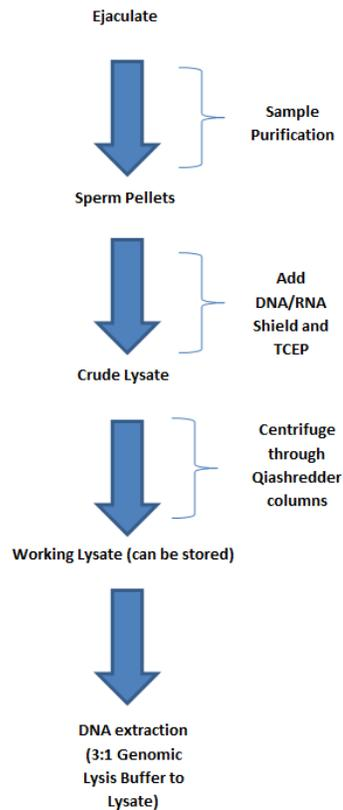 Ejaculate
Sample
Purification
Sperm Pellets
Add
DNA/RNA
Shield and
TCEP
Crude Lysate
Centrifuge
through
Qiashredder
columns
Working Lysate (can be stored)
DNA extraction
(3:1 Genomic
Lysis Buffer to
Lysate)